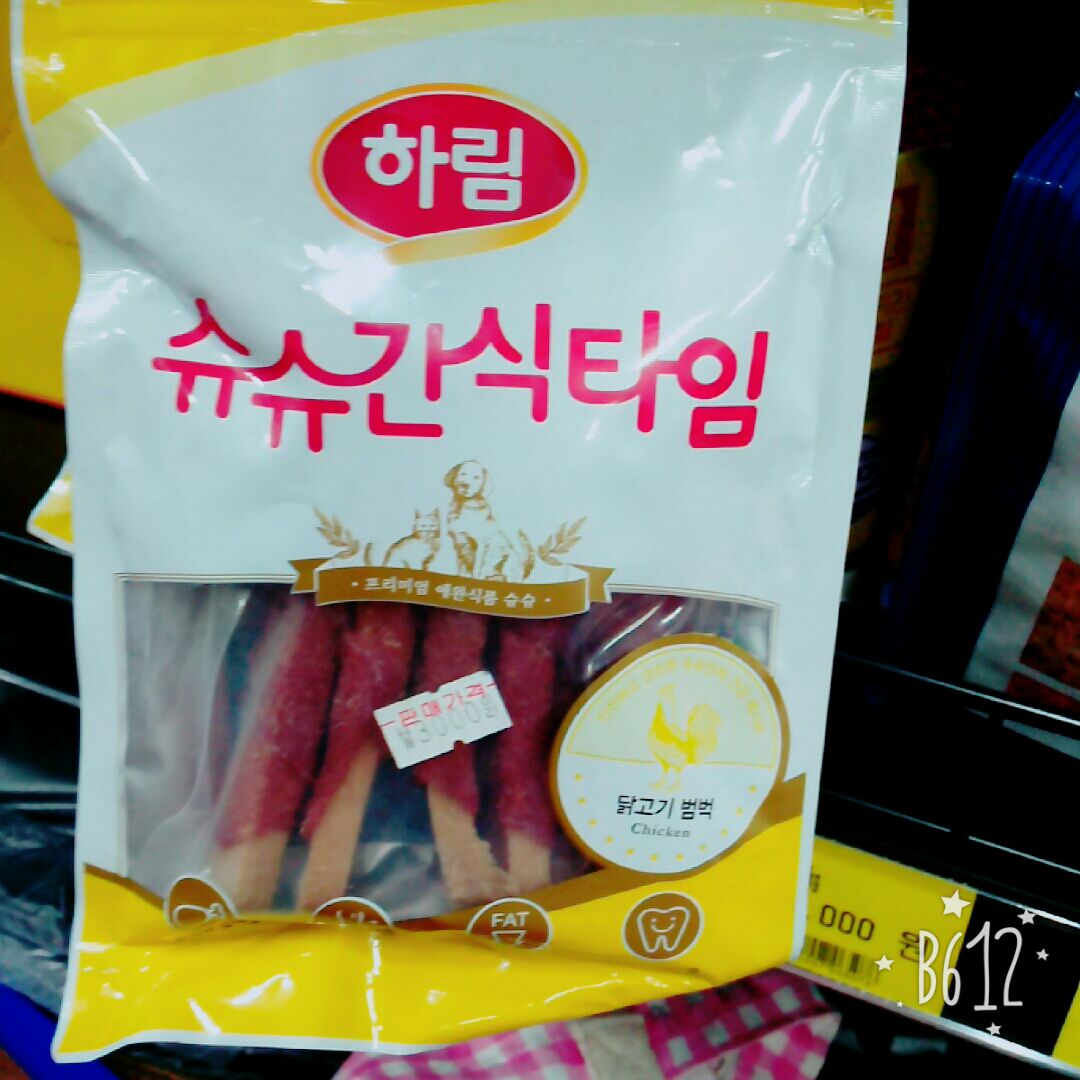 하림
슈슈간식타임
· 프리미엄 애완식품 슈슈 ·
판매가격
₩3000원
닭고기 범벅
Chicken
FAT
000 원
B612